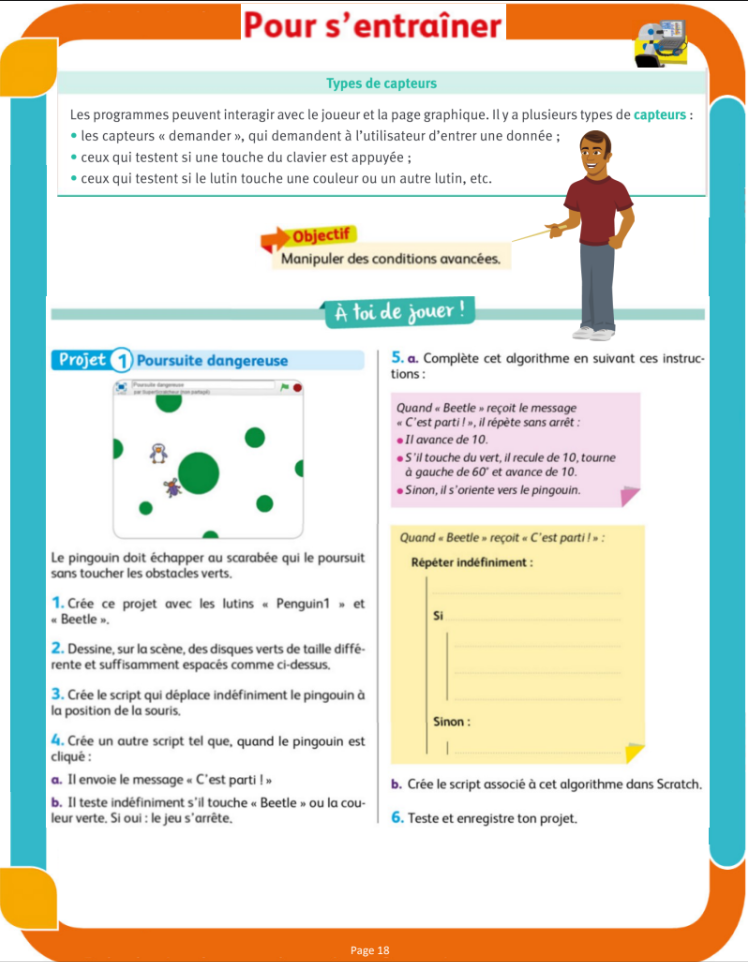 Pour s'entraîner
Types de capteurs
Les programmes peuvent interagir avec le joueur et la page graphique. Il y a plusieurs types de capteurs :
• les capteurs « demander », qui demandent à l'utilisateur d'entrer une donnée ;
• ceux qui testent si une touche du clavier est appuyée ;
• ceux qui testent si le lutin touche une couleur ou un autre lutin, etc.
Objectif
Manipuler des conditions avancées.
À toi de jouer !
Projet 1 Poursuite dangereuse
Poursuite dangereuse
Le pingouin doit échapper au scarabée qui le poursuit
sans toucher les obstacles verts.
1. Crée ce projet avec les lutins « Penguin1 » et
« Beetle ».
2. Dessine, sur la scène, des disques verts de taille diffé-
rente et suffisamment espacés comme ci-dessus.
3. Crée le script qui déplace indéfiniment le pingouin à
la position de la souris.
4. Crée un autre script tel que, quand le pingouin est
cliqué :
a. Il envoie le message « C'est parti ! »
b. Il teste indéfiniment s'il touche « Beetle » ou la cou-
leur verte. Si oui : le jeu s'arrête.
5. a. Complète cet algorithme en suivant ces instruc-
tions :
Quand « Beetle » reçoit le message
« C'est parti ! », il répète sans arrêt :
• Il avance de 10.
• S'il touche du vert, il recule de 10, tourne
à gauche de 60° et avance de 10.
• Sinon, il s'oriente vers le pingouin.
Quand « Beetle » reçoit « C'est parti ! » :
Répéter indéfiniment :
Si
Sinon :
b. Crée le script associé à cet algorithme dans Scratch.
6. Teste et enregistre ton projet.
Page 18